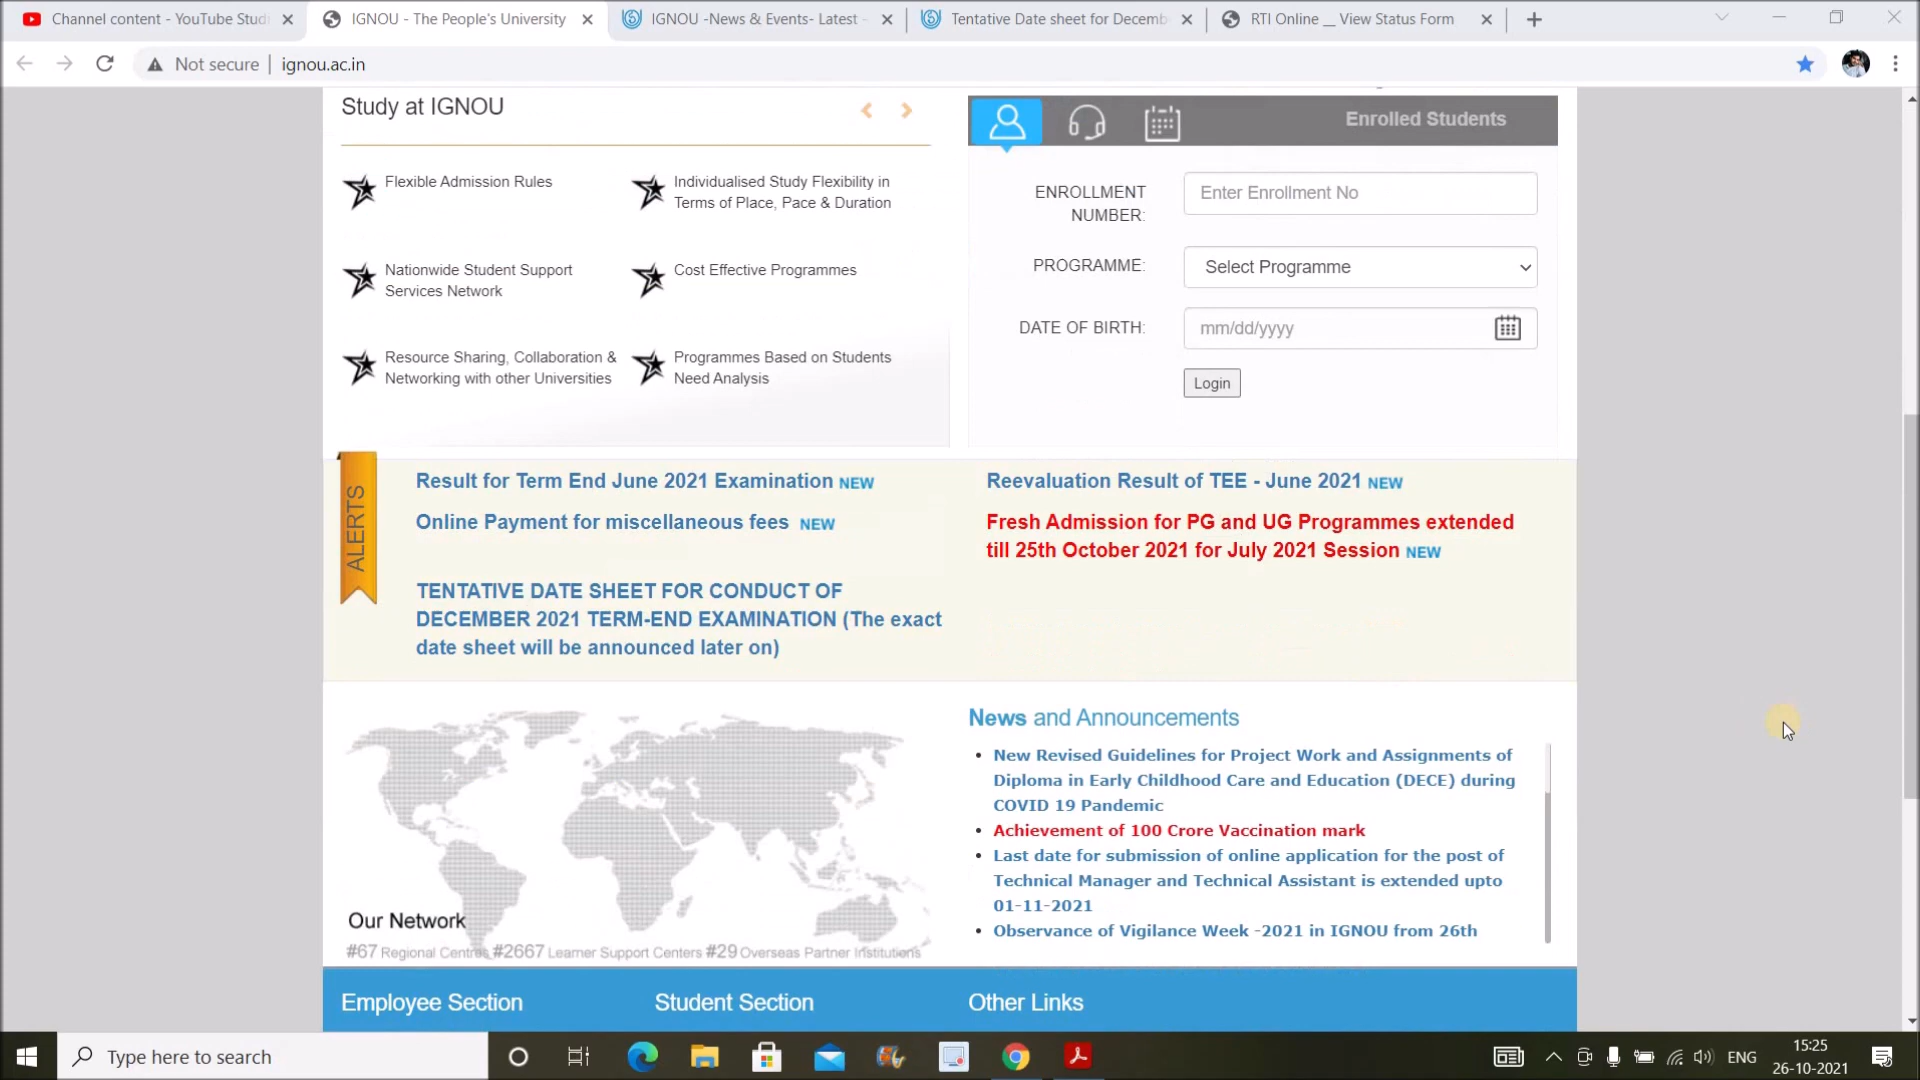 Channel content - YouTube Stud
IGNOU - The People's University
IGNOU -News & Events- Latest -
Tentative Date sheet for Decemb
RTI Online __ View Status Form
Not secure
ignou.ac.in
Study at IGNOU
Flexible Admission Rules
Individualised Study Flexibility in
Terms of Place, Pace & Duration
Nationwide Student Support
Services Network
Cost Effective Programmes
Resource Sharing, Collaboration &
Networking with other Universities
Programmes Based on Students
Need Analysis
Enrolled Students
ENROLLMENT
NUMBER:
Enter Enrollment No
PROGRAMME:
Select Programme
DATE OF BIRTH:
mm/dd/yyyy
Login
ALERTS
Result for Term End June 2021 Examination NEW
Reevaluation Result of TEE - June 2021 NEW
Online Payment for miscellaneous fees NEW
Fresh Admission for PG and UG Programmes extended
till 25th October 2021 for July 2021 Session NEW
TENTATIVE DATE SHEET FOR CONDUCT OF
DECEMBER 2021 TERM-END EXAMINATION (The exact
date sheet will be announced later on)
Our Network
#67 Regional Centres #2667 Learner Support Centers #29 Overseas Partner Institutions
News and Announcements
New Revised Guidelines for Project Work and Assignments of
Diploma in Early Childhood Care and Education (DECE) during
COVID 19 Pandemic
Achievement of 100 Crore Vaccination mark
Last date for submission of online application for the post of
Technical Manager and Technical Assistant is extended upto
01-11-2021
Observance of Vigilance Week -2021 in IGNOU from 26th
Employee Section
Student Section
Other Links
Type here to search
ENG
15:25
26-10-2021